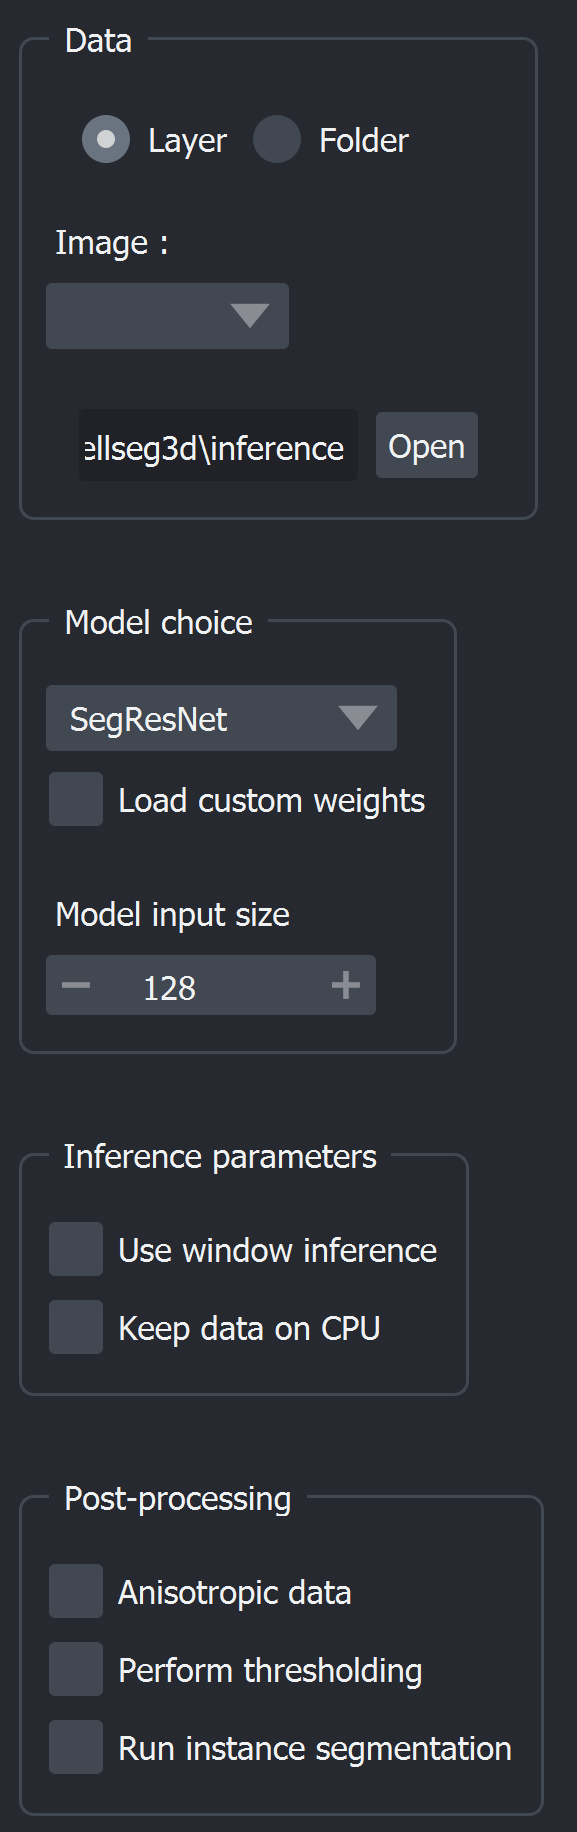 Data
Layer Folder
Image :
ellseg3d\inference Open
Model choice
SegResNet
Load custom weights
Model input size
128
Inference parameters
Use window inference
Keep data on CPU
Post-processing
Anisotropic data
Perform thresholding
Run instance segmentation